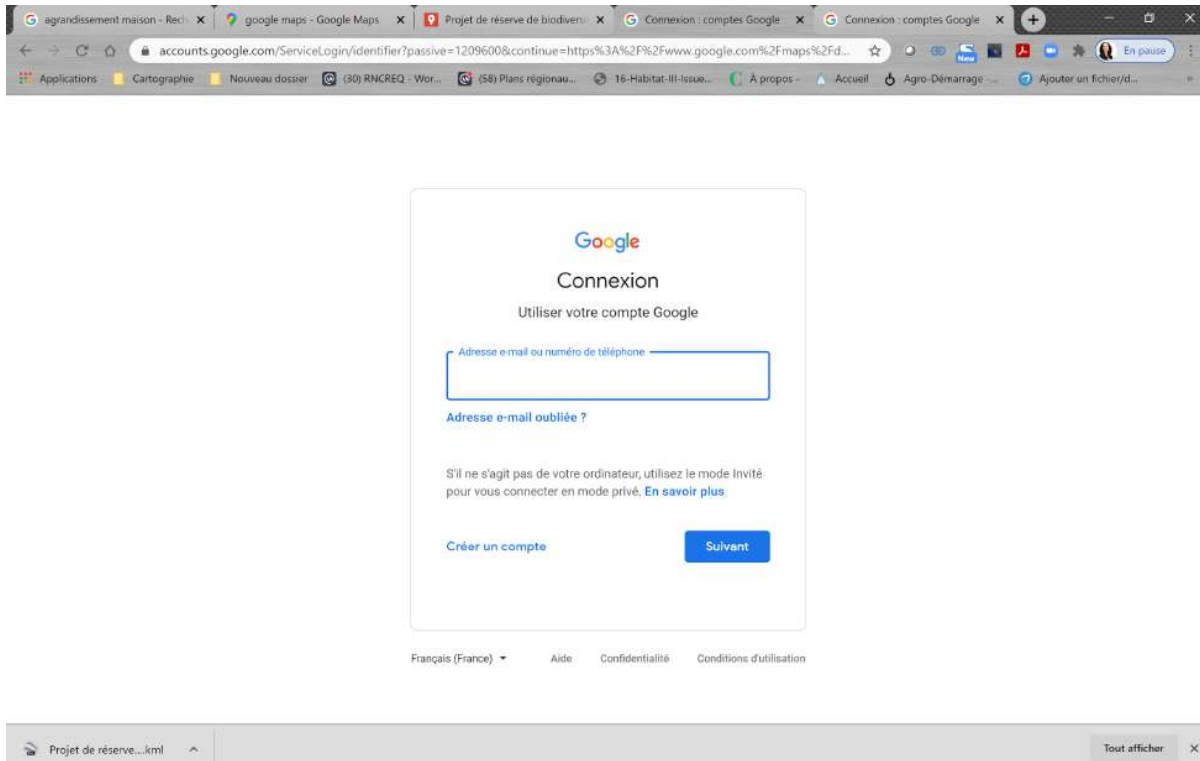 agrandissement maison - Rech
google maps - Google Maps
Projet de réserve de biodivers
Connexion : comptes Google
Connexion : comptes Google
accounts.google.com/ServiceLogin/identifier?passive=1209600&continue=https%3A%2F%2Fwww.google.com%2Fmaps%2Fd...
New
En pause
Applications
Cartographie
Nouveau dossier
(30) RNCREQ - Wor...
(58) Plans régionau...
16-Habitat-III-Issue...
À propos -
Accueil
Agro-Démarrage -...
Ajouter un fichier/d...
Google
Connexion
Utiliser votre compte Google
Adresse e-mail ou numéro de téléphone
Adresse e-mail oubliée ?
S'il ne s'agit pas de votre ordinateur, utilisez le mode Invité
pour vous connecter en mode privé. En savoir plus
Créer un compte
Suivant
Français (France)
Aide
Confidentialité
Conditions d'utilisation
Projet de réserve....kml
Tout afficher